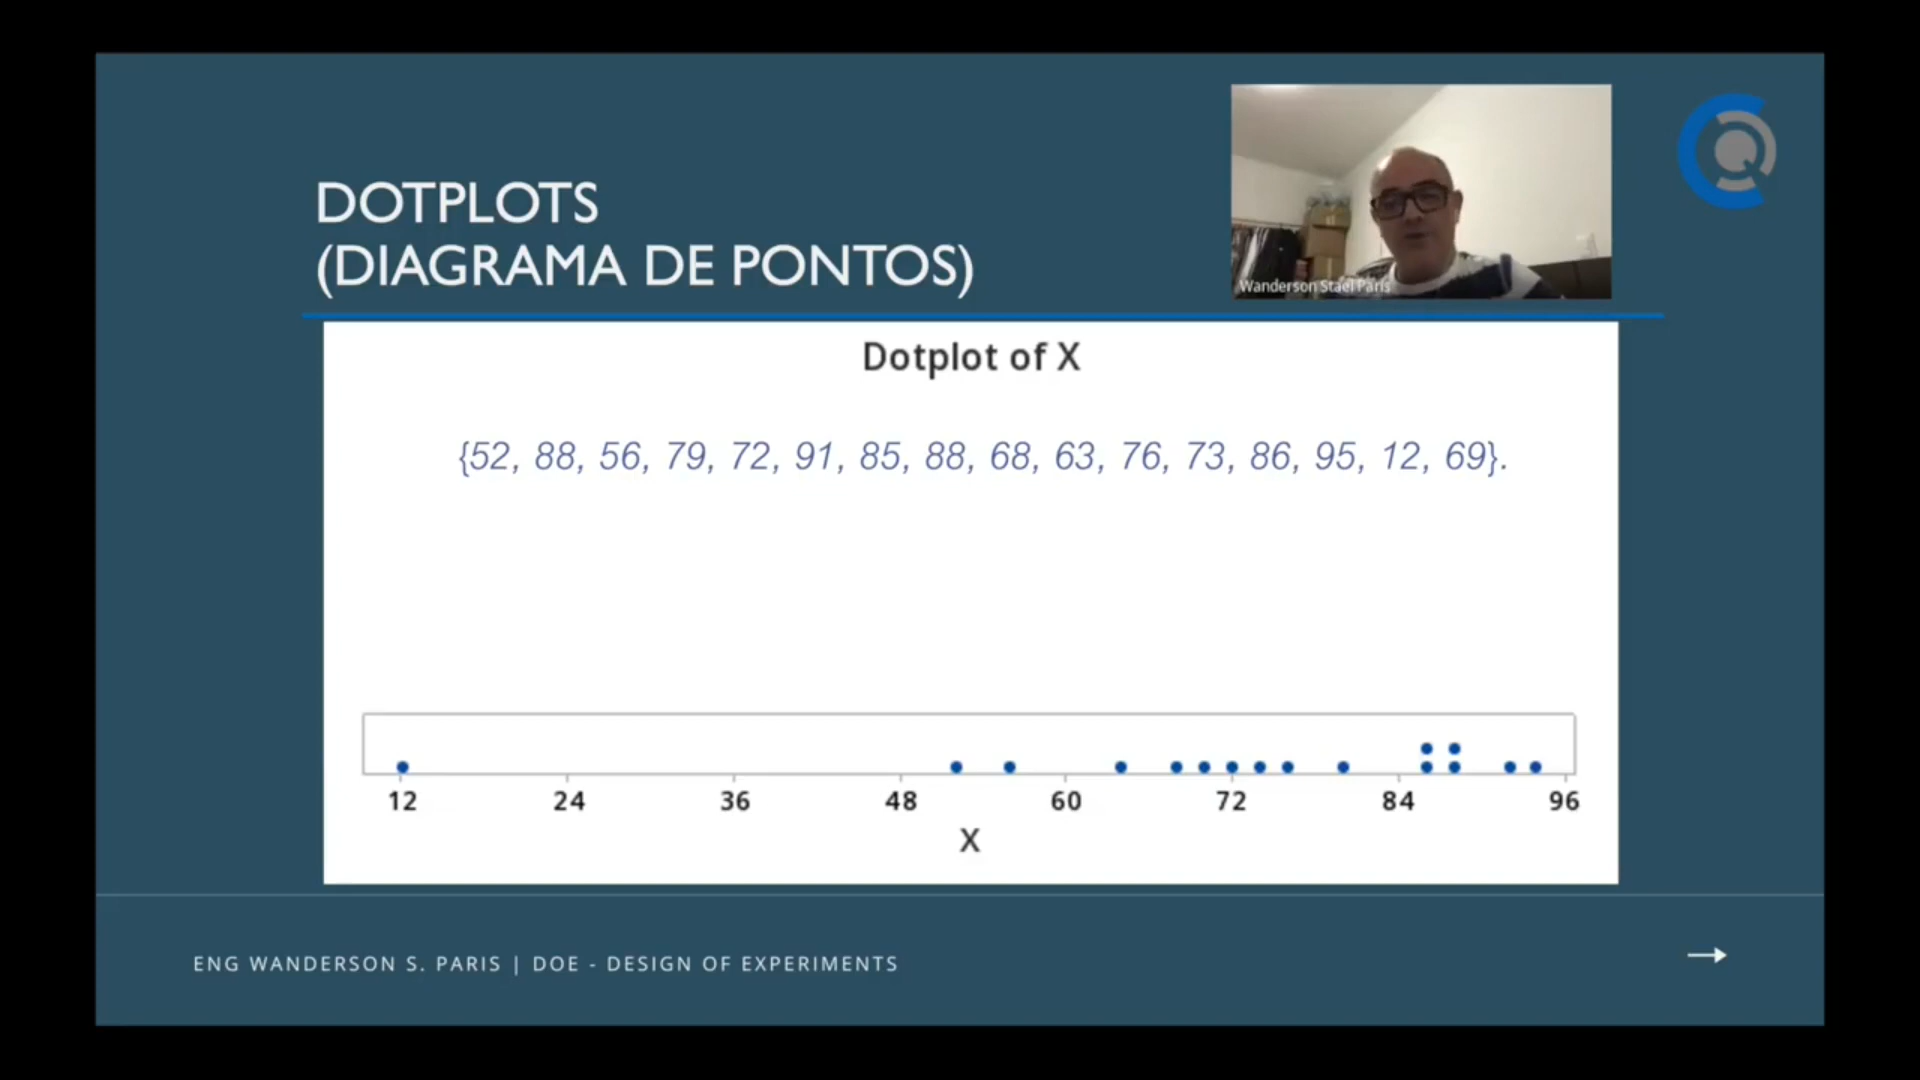 DOTPLOTS
(DIAGRAMA DE PONTOS)
Wanderson Stael Paris
Dotplot of X
{52, 88, 56, 79, 72, 91, 85, 88, 68, 63, 76, 73, 86, 95, 12, 69}.
12 24 36 48 60 72 84 96
X
ENG WANDERSON S. PARIS | DOE - DESIGN OF EXPERIMENTS